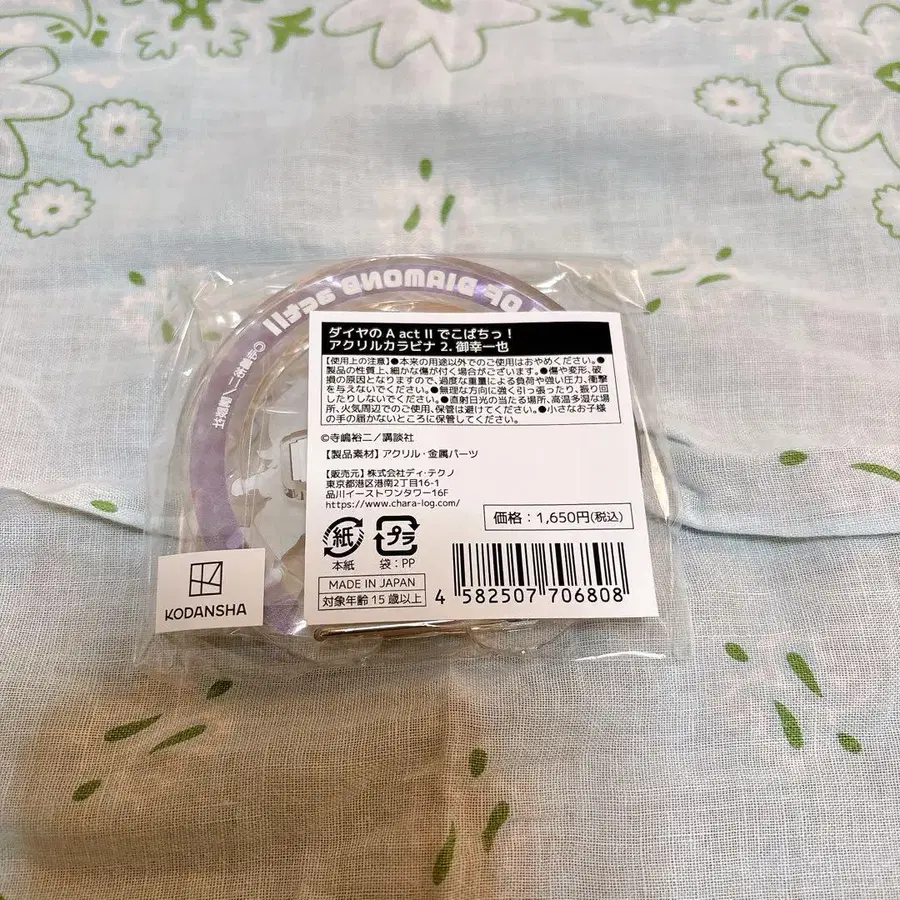 OF DIAMOND act II
©寺嶋裕二／講談社
ダイヤのA act II でこぱちっ！
アクリルカラビナ 2. 御幸一也
【使用上の注意】●本来の用途以外でのご使用はおやめください。●
製品の性質上、細かな傷が付く場合がございます。●傷や変形、破
損の原因となりますので、過度な重量による負荷や強い圧力、衝撃
を与えないでください。●無理な方向に強く引っ張ったり、振り回
したりしないでください。●直射日光の当たる場所、高温多湿な場
所、火気周辺でのご使用、保管は避けてください。●小さなお子様
の手の届かないところに保管してください。
©寺嶋裕二／講談社
【製品素材】アクリル・金属パーツ
【販売元】株式会社ディ・テクノ
東京都港区港南2丁目16-1
品川イーストワンタワー16F
https://www.chara-log.com/
価格：1,650円(税込)
紙
本紙
プラ
袋：PP
MADE IN JAPAN
対象年齢15歳以上
4 582507 706808
KODANSHA